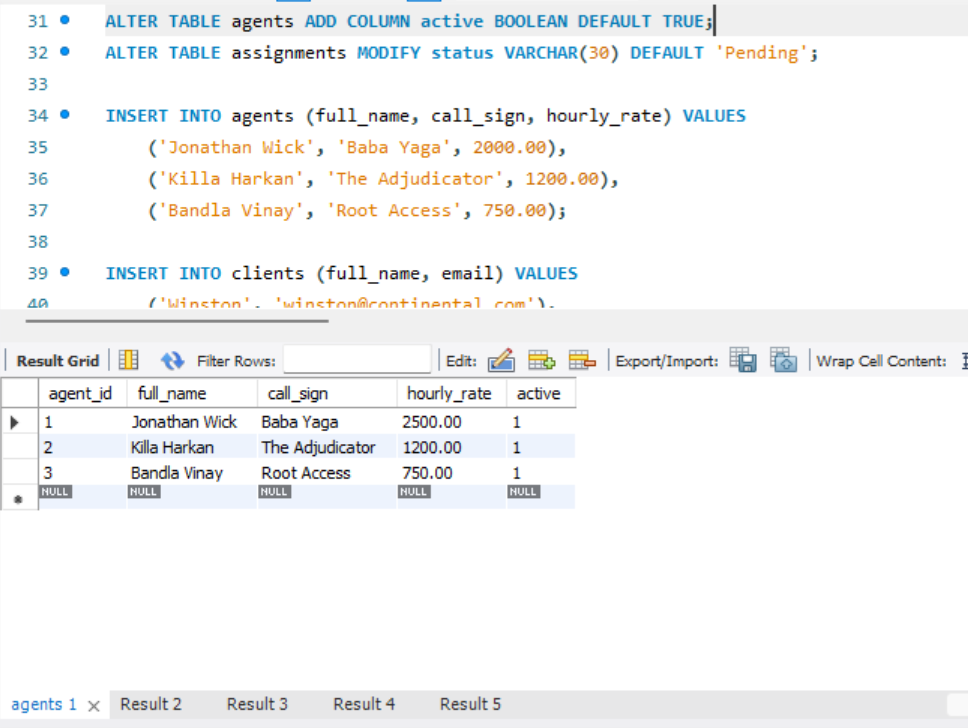 31 ALTER TABLE agents ADD COLUMN active BOOLEAN DEFAULT TRUE;
32 ALTER TABLE assignments MODIFY status VARCHAR(30) DEFAULT 'Pending';
33
34 INSERT INTO agents (full_name, call_sign, hourly_rate) VALUES
35 ('Jonathan Wick', 'Baba Yaga', 2000.00),
36 ('Killa Harkan', 'The Adjudicator', 1200.00),
37 ('Bandla Vinay', 'Root Access', 750.00);
38
39 INSERT INTO clients (full_name, email) VALUES
40 ('Winston', 'winston@continental.com'),
Result Grid Filter Rows: Edit: Export/Import: Wrap Cell Content:
agent_id full_name call_sign hourly_rate active
1 Jonathan Wick Baba Yaga 2500.00 1
2 Killa Harkan The Adjudicator 1200.00 1
3 Bandla Vinay Root Access 750.00 1
NULL NULL NULL NULL NULL
agents 1 Result 2 Result 3 Result 4 Result 5